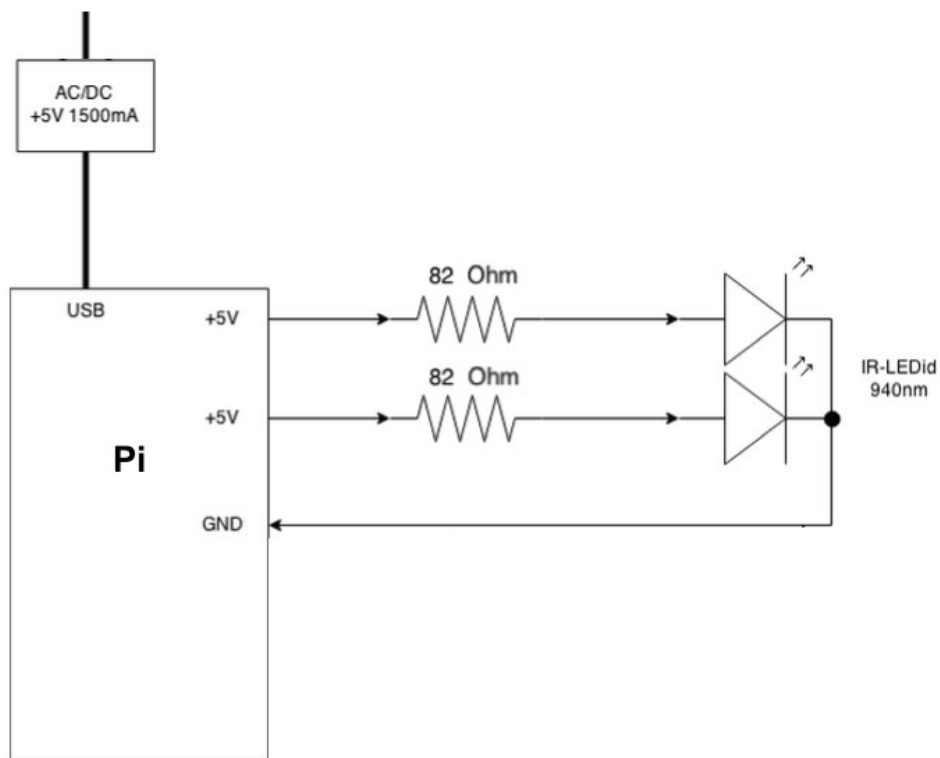 AC/DC
+5V 1500mA
82 Ohm
USB
+5V
IR-LEDid
940nm
82 Ohm
+5V
Pi
GND